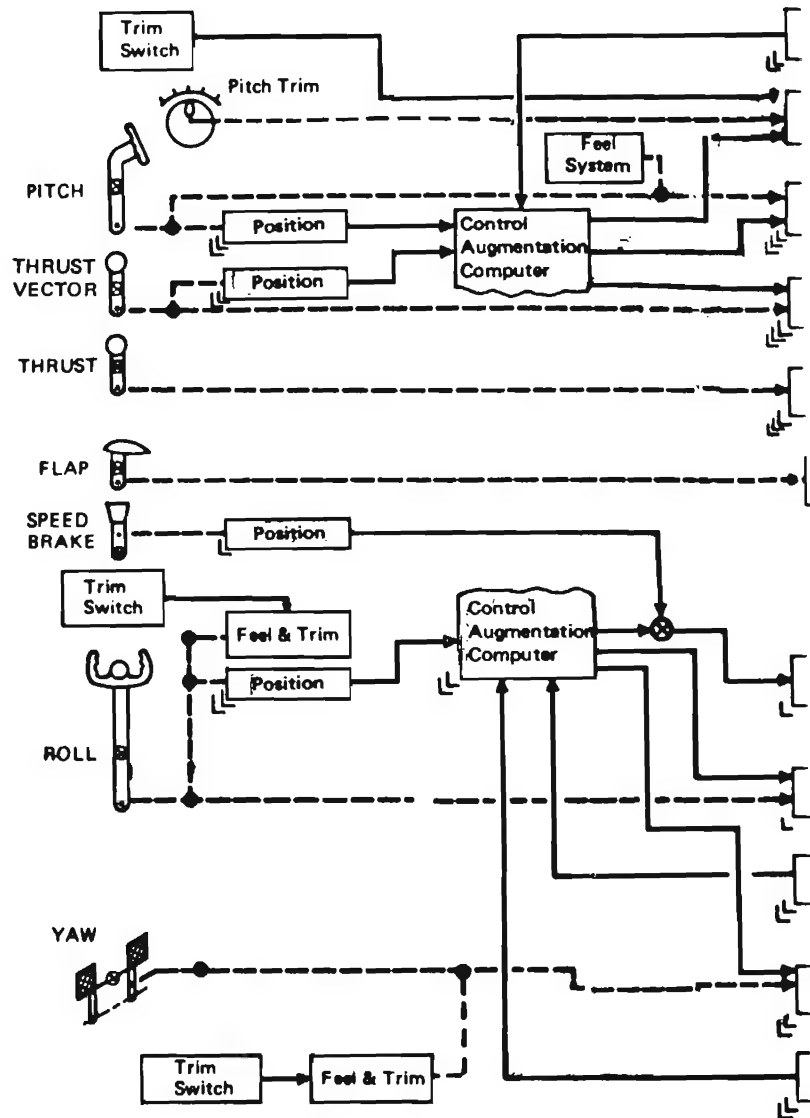 Trim
Switch
Pitch Trim
Feel
System
PITCH
Position
Control
Augmentation
Computer
THRUST
VECTOR
Position
THRUST
FLAP
SPEED
BRAKE
Position
Trim
Switch
Feel & Trim
Control
Augmentation
Computer
Position
ROLL
YAW
Trim
Switch
Feel & Trim